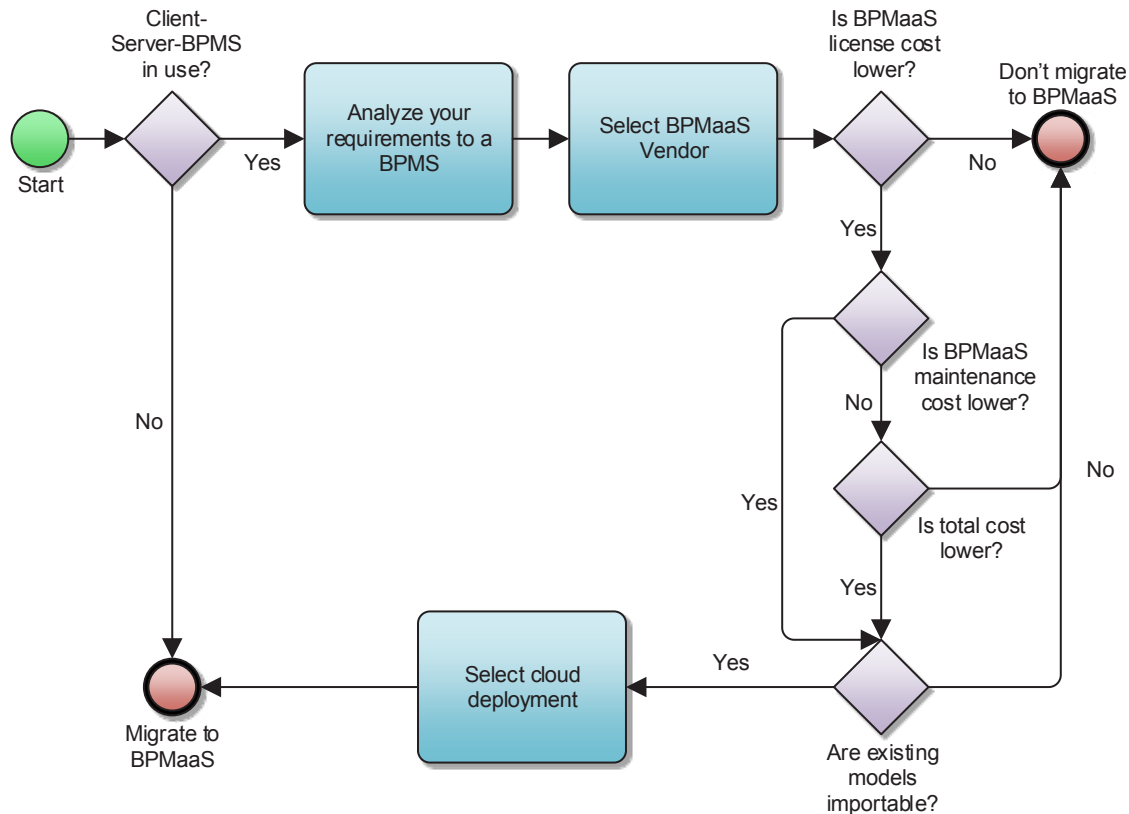 Client-
Server-BPMS
in use?
Is BPMaaS
license cost
lower?
Don’t migrate
to BPMaaS
Analyze your
requirements to a
BPMS
Select BPMaaS
Vendor
Start
Yes
No
Yes
Is BPMaaS
maintenance
cost lower?
No
No
Yes
No
Is total cost
lower?
Yes
Yes
Select cloud
deployment
Migrate to
BPMaaS
Are existing
models
importable?